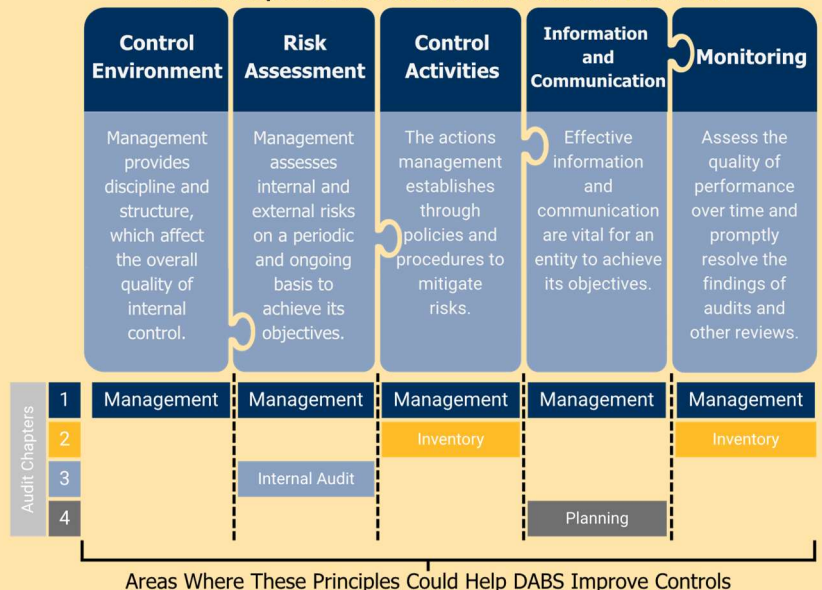 Control
Environment
Risk
Assessment
Control
Activities
Information
and
Communication
Monitoring
Management
provides
discipline and
structure,
which affect
the overall
quality of
internal
control.
Management
assesses
internal and
external risks
on a periodic
and ongoing
basis to
achieve its
objectives.
The actions
management
establishes
through
policies and
procedures to
mitigate
risks.
Effective
information
and
communication
are vital for an
entity to achieve
its objectives.
Assess the
quality of
performance
over time and
promptly
resolve the
findings of
audits and
other reviews.
Audit Chapters
1 Management Management Management Management Management
2 Inventory Inventory
3 Internal Audit
4 Planning
Areas Where These Principles Could Help DABS Improve Controls